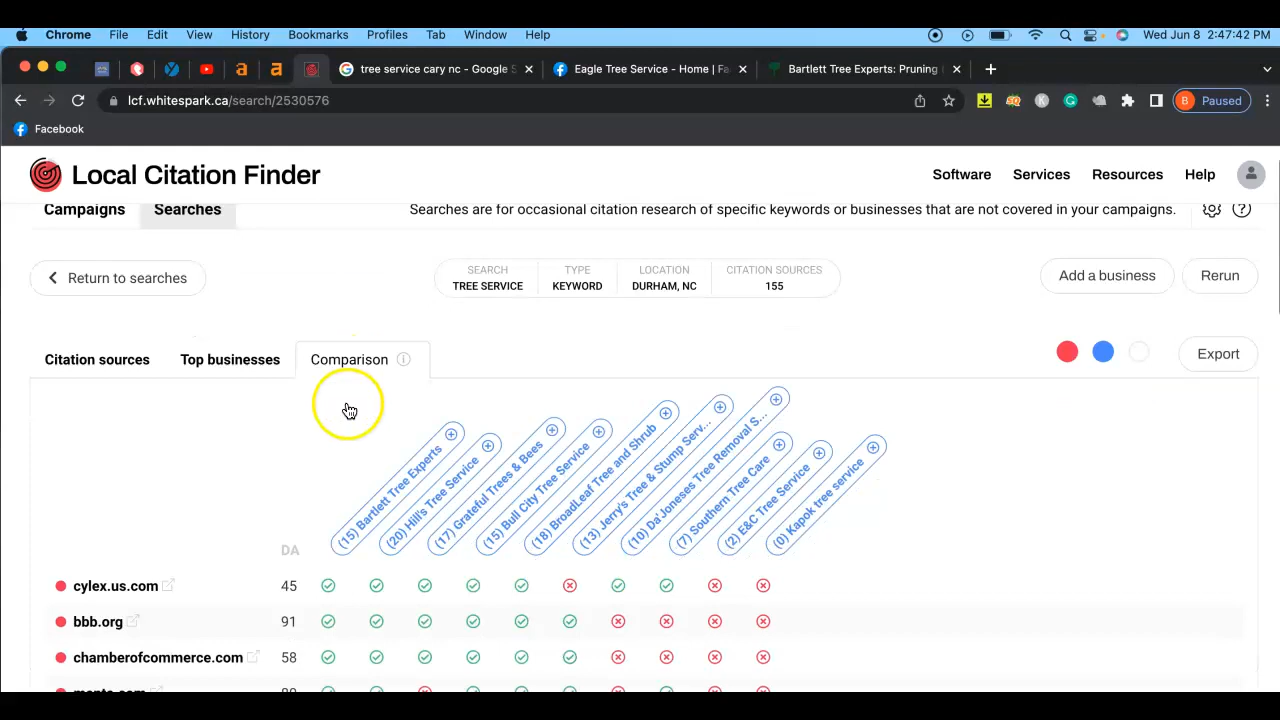 Chrome File Edit View History Bookmarks Profiles Tab Window Help Wed Jun 8 2:47:42 PM
tree service cary nc - Google S Eagle Tree Service - Home | Fa Bartlett Tree Experts: Pruning
lcf.whitespark.ca/search/2530576 B Paused
Facebook
Local Citation Finder Software Services Resources Help
Campaigns Searches Searches are for occasional citation research of specific keywords or businesses that are not covered in your campaigns.
SEARCH TYPE LOCATION CITATION SOURCES
Return to searches TREE SERVICE KEYWORD DURHAM, NC 155 Add a business Rerun
Citation sources Top businesses Comparison Export
(15) Bartlett Tree Experts
(20) Hill's Tree Service
(17) Grateful Trees & Bees
(15) Bull City Tree Service
(18) BroadLeaf Tree and Shrub
(13) Jerry's Tree & Stump Serv...
(10) Da'Joneses Tree Removal S...
(7) Southern Tree Care
(2) E&C Tree Service
(0) Kapok tree service
DA
cylex.us.com 45
bbb.org 91
chamberofcommerce.com 58